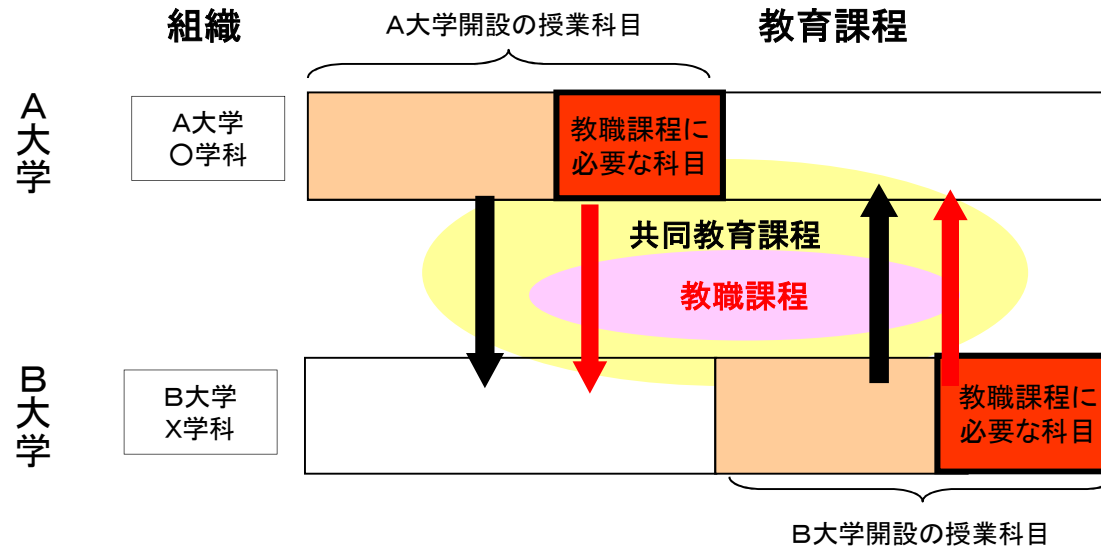 組織
A大学開設の授業科目
教育課程
A大学
A大学
〇学科
教職課程に
必要な科目
共同教育課程
教職課程
B大学
B大学
X学科
教職課程に
必要な科目
B大学開設の授業科目